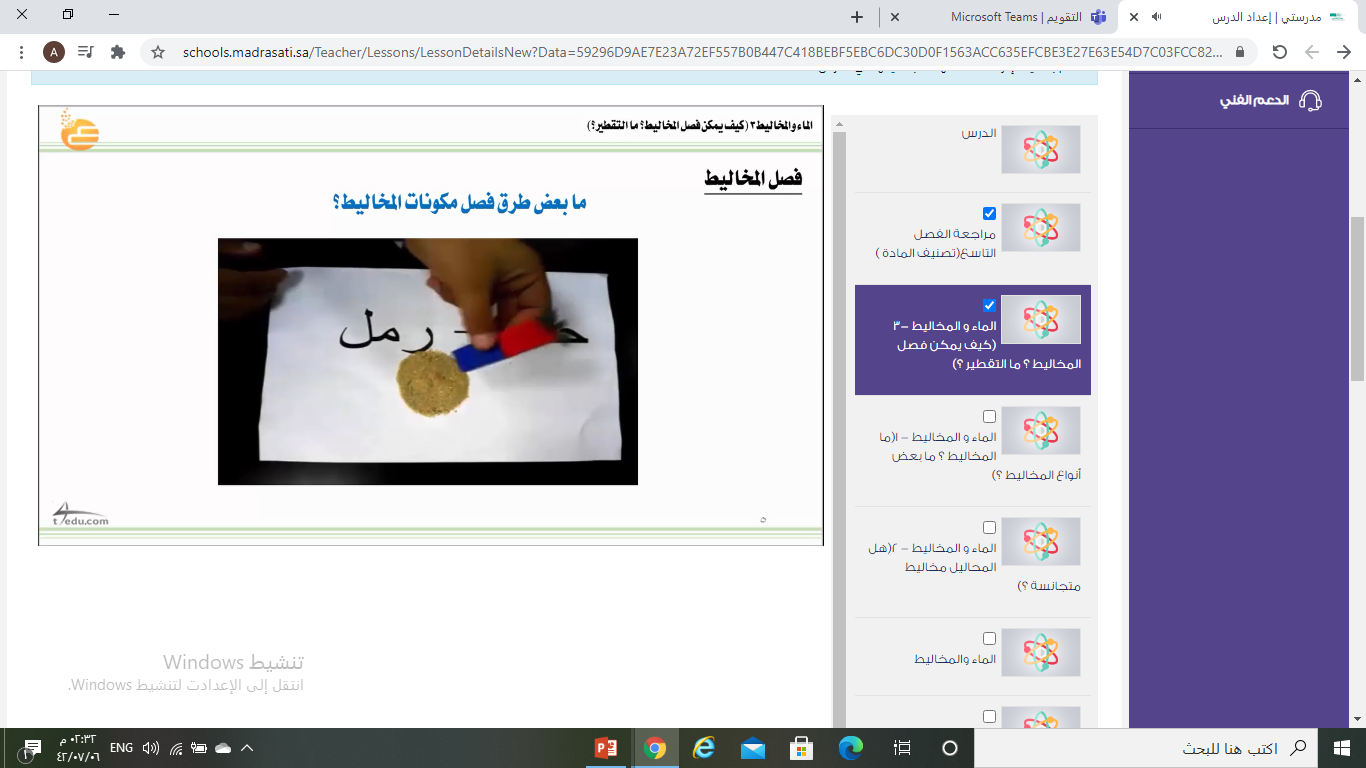 مدرستي | إعداد الدرس
التقويم | Microsoft Teams
schools.madrasati.sa/Teacher/Lessons/LessonDetailsNew?Data=59296D9AE7E23A72EF557B0B447C418BEBF5EBC6DC30D0F1563ACC635EFCBE3E27E63E54D7C03FCC82...
A
الدعم الفني
الماء والمخاليط ٣ (كيف يمكن فصل المخاليط؟ ما التقطير؟)
فصل المخاليط
ما بعض طرق فصل مكونات المخاليط؟
رمل
t4edu.com
٥
الدرس
مراجعة الفصل
التاسع(تصنيف المادة )
الماء و المخاليط -٣
(كيف يمكن فصل
المخاليط ؟ ما التقطير ؟)
الماء و المخاليط - ١(ما
المخاليط ؟ ما بعض
أنواع المخاليط ؟)
الماء و المخاليط - ٢(هل
المحاليل مخاليط
متجانسة ؟)
الماء والمخاليط
تنشيط Windows
انتقل إلى الإعدادت لتنشيط Windows.
اكتب هنا للبحث
ENG
٠٢:٣٢ م
٤٢/٠٧/٠٦
١